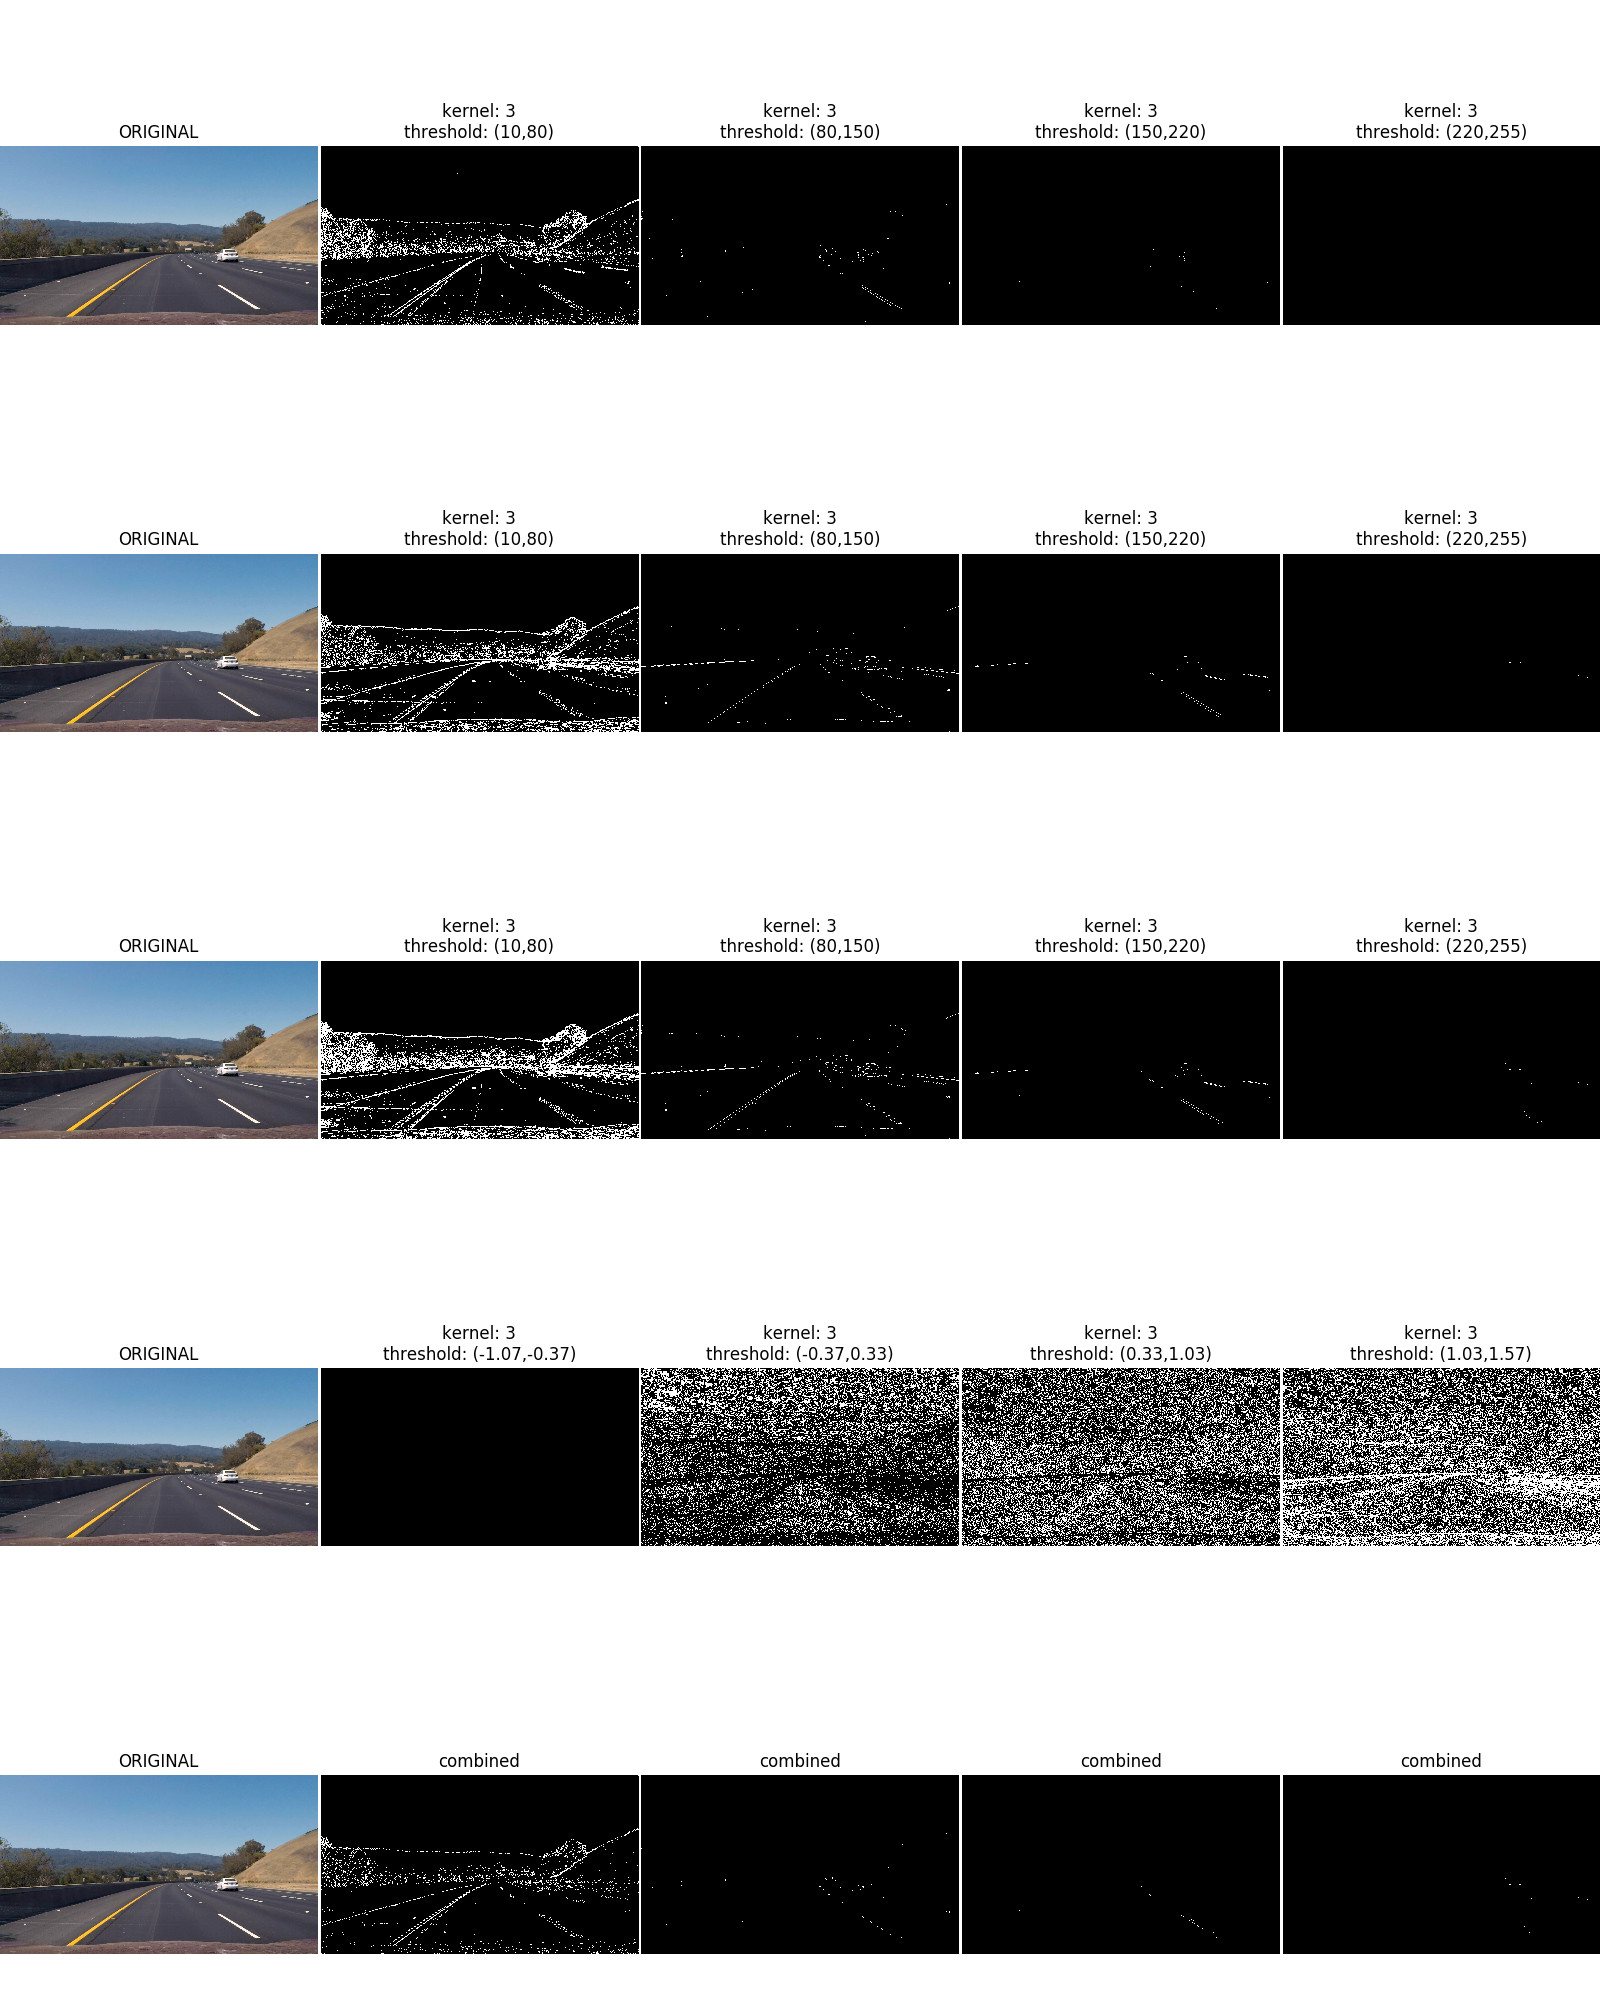 ORIGINAL
kernel: 3
threshold: (10,80)
kernel: 3
threshold: (80,150)
kernel: 3
threshold: (150,220)
kernel: 3
threshold: (220,255)
ORIGINAL
kernel: 3
threshold: (10,80)
kernel: 3
threshold: (80,150)
kernel: 3
threshold: (150,220)
kernel: 3
threshold: (220,255)
ORIGINAL
kernel: 3
threshold: (10,80)
kernel: 3
threshold: (80,150)
kernel: 3
threshold: (150,220)
kernel: 3
threshold: (220,255)
ORIGINAL
kernel: 3
threshold: (-1.07,-0.37)
kernel: 3
threshold: (-0.37,0.33)
kernel: 3
threshold: (0.33,1.03)
kernel: 3
threshold: (1.03,1.57)
ORIGINAL
combined
combined
combined
combined